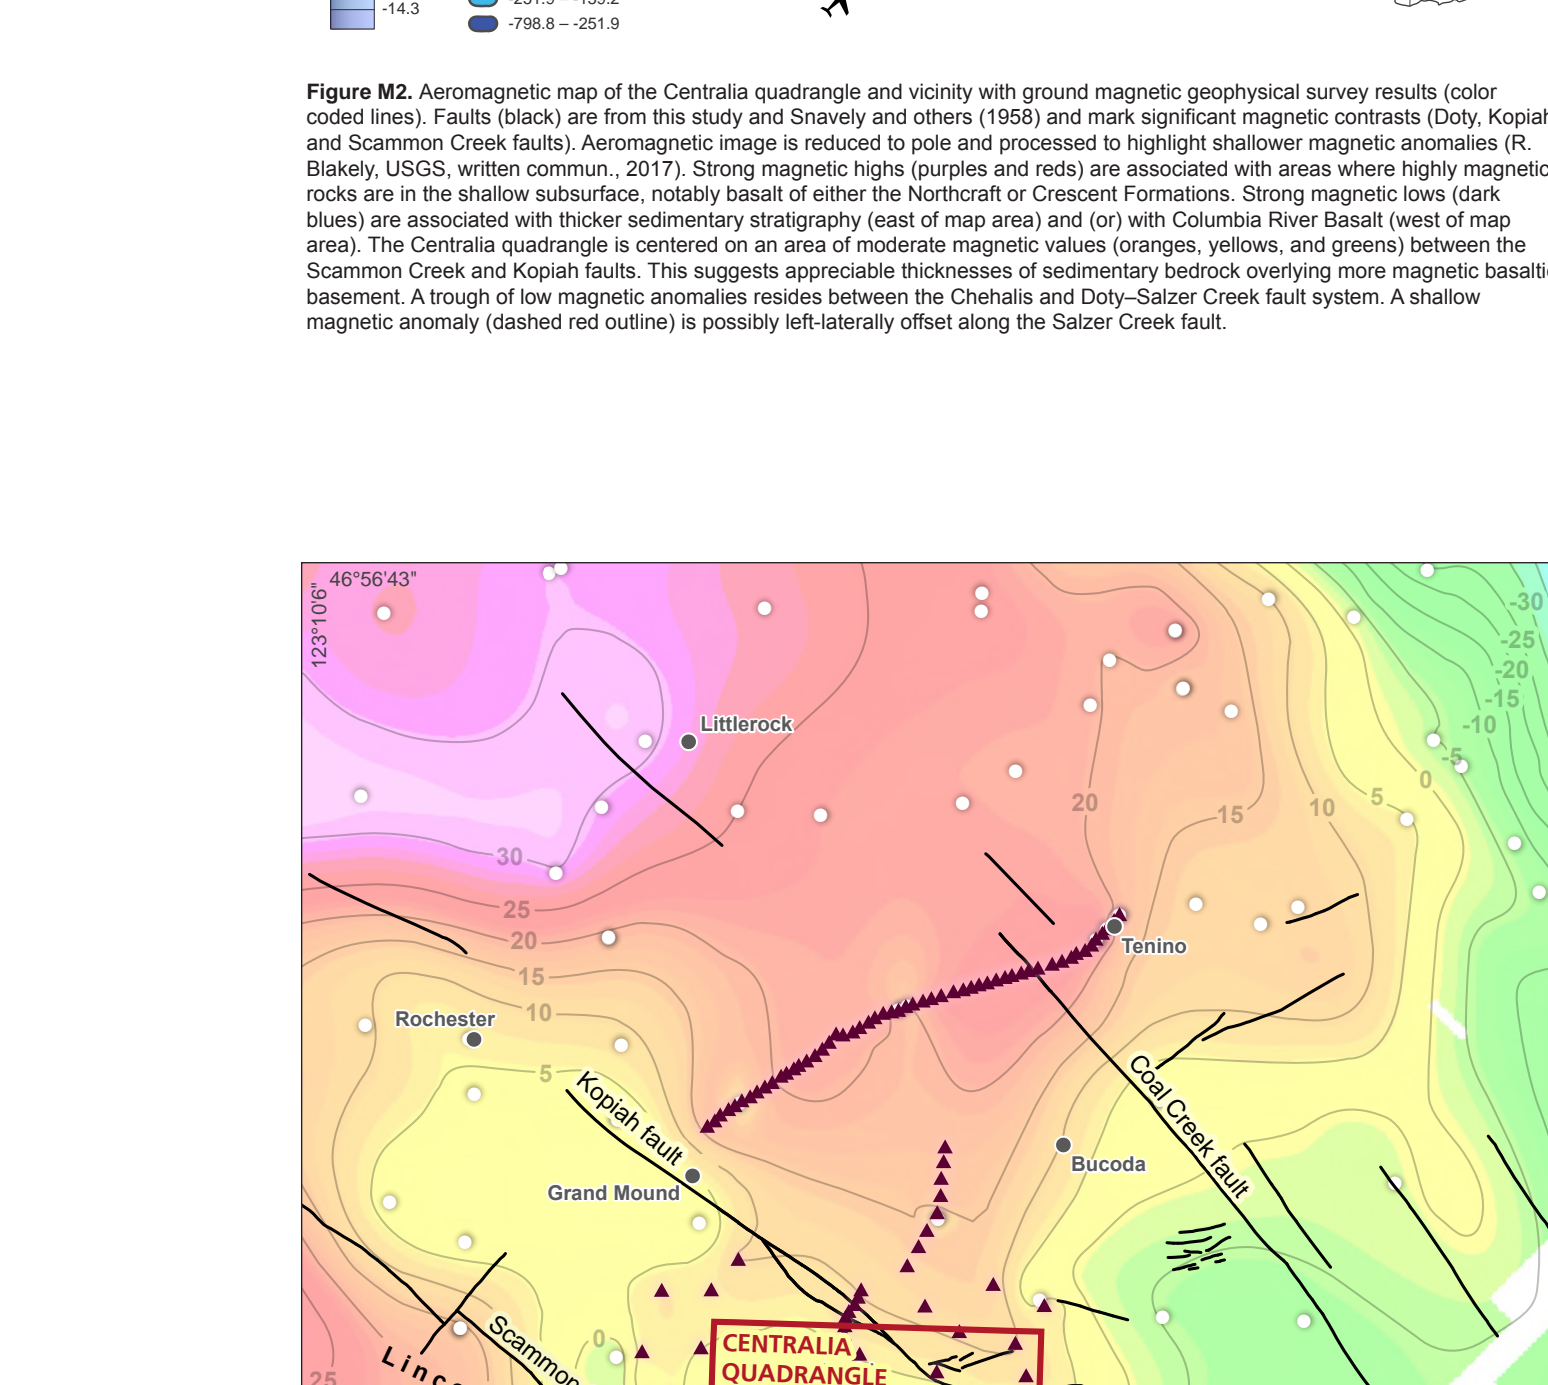 -14.3
-798.8 – -251.9
Figure M2. Aeromagnetic map of the Centralia quadrangle and vicinity with ground magnetic geophysical survey results (color
coded lines). Faults (black) are from this study and Snavely and others (1958) and mark significant magnetic contrasts (Doty, Kopiah
and Scammon Creek faults). Aeromagnetic image is reduced to pole and processed to highlight shallower magnetic anomalies (R.
Blakely, USGS, written commun., 2017). Strong magnetic highs (purples and reds) are associated with areas where highly magnetic
rocks are in the shallow subsurface, notably basalt of either the Northcraft or Crescent Formations. Strong magnetic lows (dark
blues) are associated with thicker sedimentary stratigraphy (east of map area) and (or) with Columbia River Basalt (west of map
area). The Centralia quadrangle is centered on an area of moderate magnetic values (oranges, yellows, and greens) between the
Scammon Creek and Kopiah faults. This suggests appreciable thicknesses of sedimentary bedrock overlying more magnetic basaltic
basement. A trough of low magnetic anomalies resides between the Chehalis and Doty–Salzer Creek fault system. A shallow
magnetic anomaly (dashed red outline) is possibly left-laterally offset along the Salzer Creek fault.
46°56'43"
123°10'6"
-30
-25
-20
-15
-10
-5
0
5
10
15
20
Littlerock
30
25
20
15
10
5
Tenino
Rochester
Kopiah fault
Grand Mound
Coal Creek fault
Bucoda
Scammon
0
Linc
25
CENTRALIA
QUADRANGLE